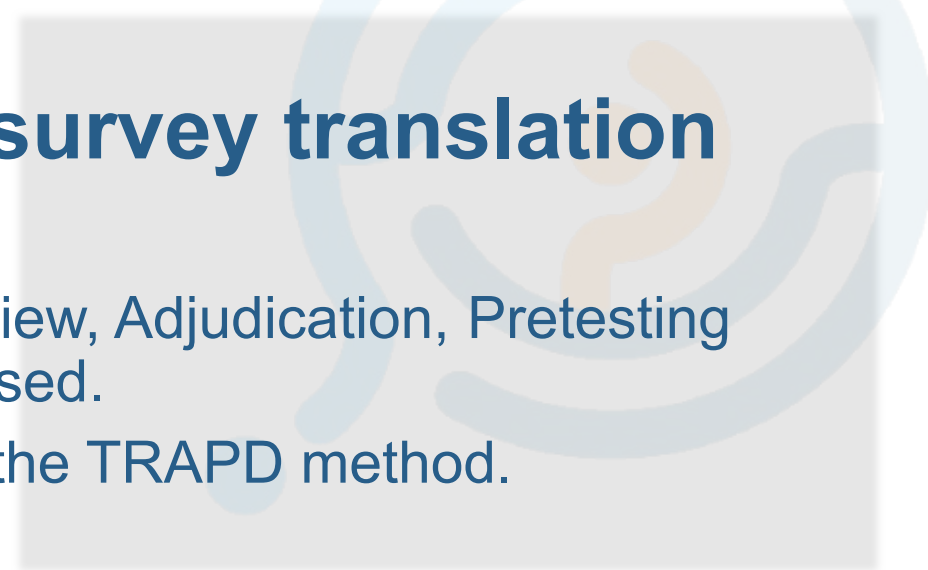 survey translation
iew, Adjudication, Pretesting
sed.
the TRAPD method.